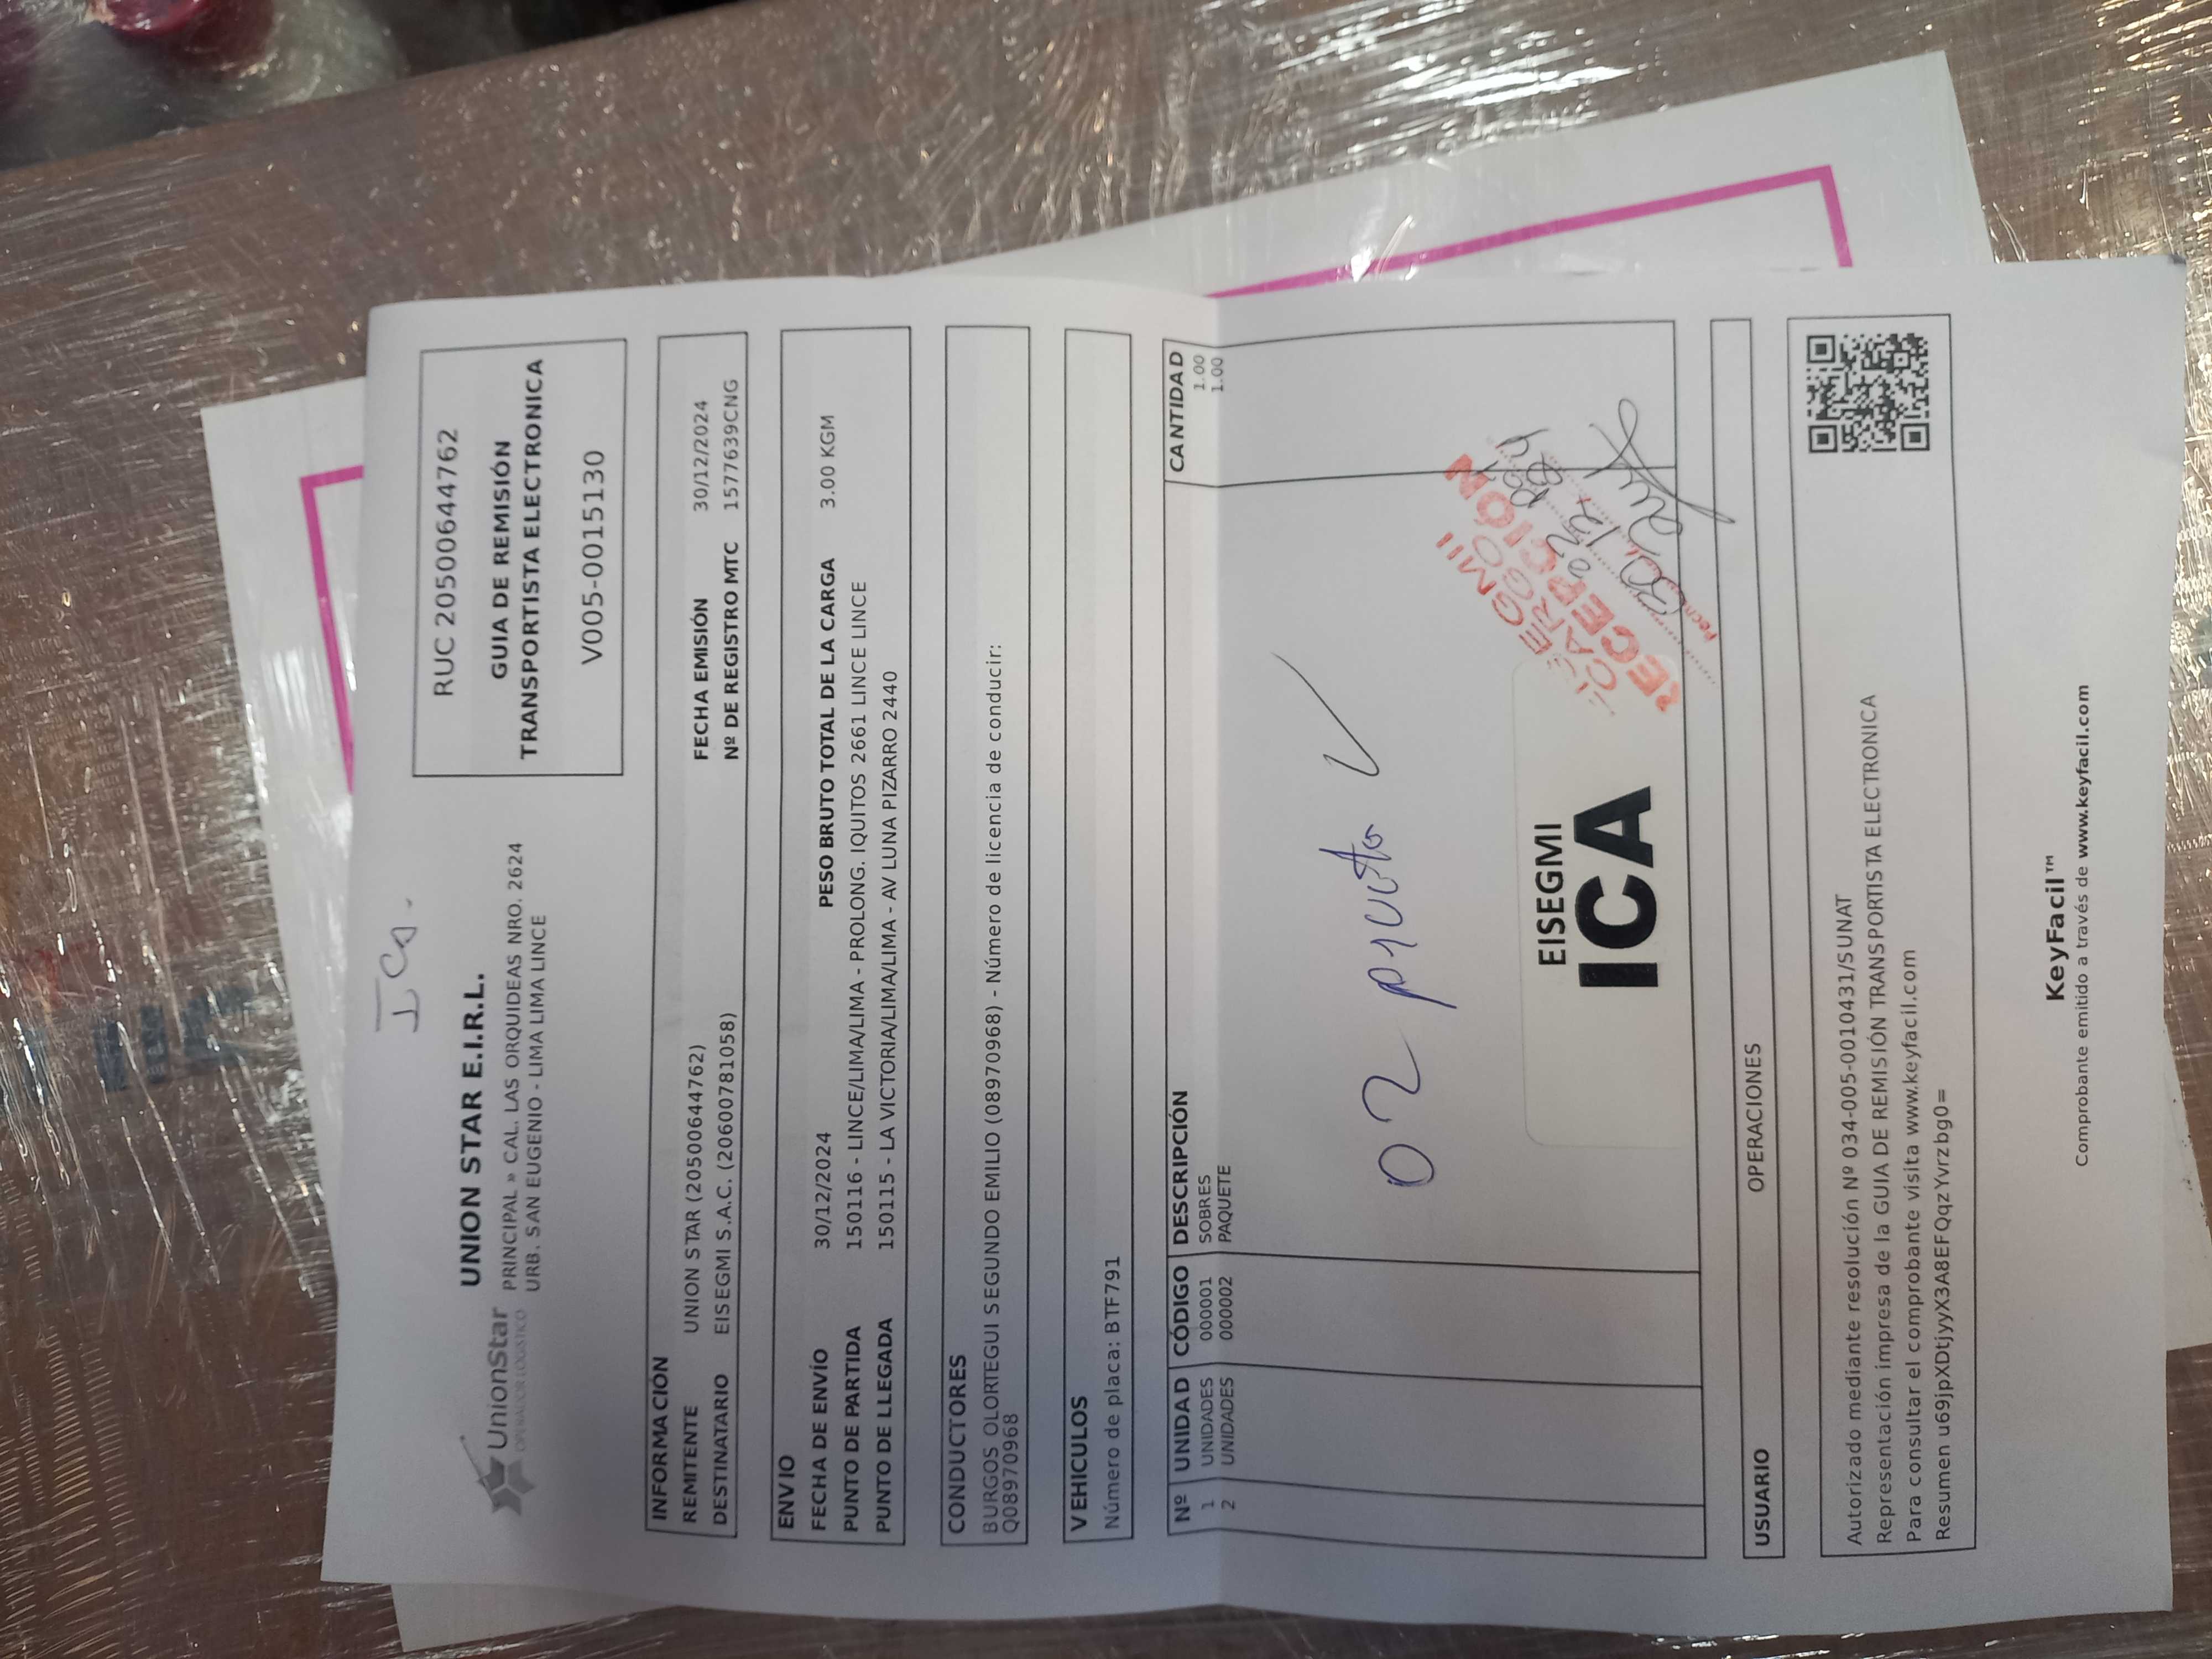 Ica.
UnionStar
OPERADOR LOGISTICO
UNION STAR E.I.R.L.
PRINCIPAL » CAL. LAS ORQUIDEAS NRO. 2624
URB. SAN EUGENIO - LIMA LIMA LINCE
RUC 20500644762
GUIA DE REMISIÓN
TRANSPORTISTA ELECTRONICA
V005-0015130
INFORMACIÓN
REMITENTE UNION STAR (20500644762) FECHA EMISIÓN 30/12/2024
DESTINATARIO EISEGMI S.A.C. (20600781058) Nº DE REGISTRO MTC 1577639CNG
ENVIO
FECHA DE ENVÍO 30/12/2024 PESO BRUTO TOTAL DE LA CARGA 3.00 KGM
PUNTO DE PARTIDA 150116 - LINCE/LIMA/LIMA - PROLONG. IQUITOS 2661 LINCE LINCE
PUNTO DE LLEGADA 150115 - LA VICTORIA/LIMA/LIMA - AV LUNA PIZARRO 2440
CONDUCTORES
BURGOS OLORTEGUI SEGUNDO EMILIO (08970968) - Número de licencia de conducir:
Q08970968
VEHICULOS
Número de placa: BTF791
Nº UNIDAD CÓDIGO DESCRIPCIÓN CANTIDAD
1 UNIDADES 000001 SOBRES 1.00
2 UNIDADES 000002 PAQUETE 1.00
02
EISEGMI
ICA
EISEGMI
CARGO
RECEPCIÓN
USUARIO OPERACIONES
Autorizado mediante resolución Nº 034-005-0010431/SUNAT
Representación impresa de la GUIA DE REMISIÓN TRANSPORTISTA ELECTRONICA
Para consultar el comprobante visita www.keyfacil.com
Resumen u69jpXDtjyyX3A8EFQqzYvrzbg0=
KeyFacil™
Comprobante emitido a través de www.keyfacil.com